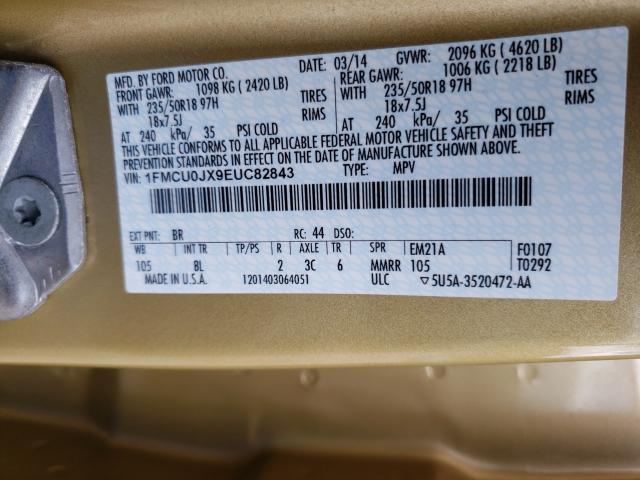 MFD. BY FORD MOTOR CO. DATE: 03/14 GVWR: 2096 KG ( 4620 LB)
FRONT GAWR: 1098 KG ( 2420 LB) REAR GAWR: 1006 KG ( 2218 LB)
WITH 235/50R18 97H TIRES WITH 235/50R18 97H TIRES
18x7.5J RIMS 18x7.5J RIMS
AT 240 kPa/ 35 PSI COLD AT 240 kPa/ 35 PSI COLD
THIS VEHICLE CONFORMS TO ALL APPLICABLE FEDERAL MOTOR VEHICLE SAFETY AND THEFT
PREVENTION STANDARDS IN EFFECT ON THE DATE OF MANUFACTURE SHOWN ABOVE.
VIN: 1FMCU0JX9EUC82843 TYPE: MPV
EXT PNT: BR RC: 44 DSO:
WB INT TR TP/PS R AXLE TR SPR EM21A F0107
105 8L 2 3C 6 MMRR 105 T0292
MADE IN U.S.A. 1201403064051 ULC ▽5U5A-3520472-AA